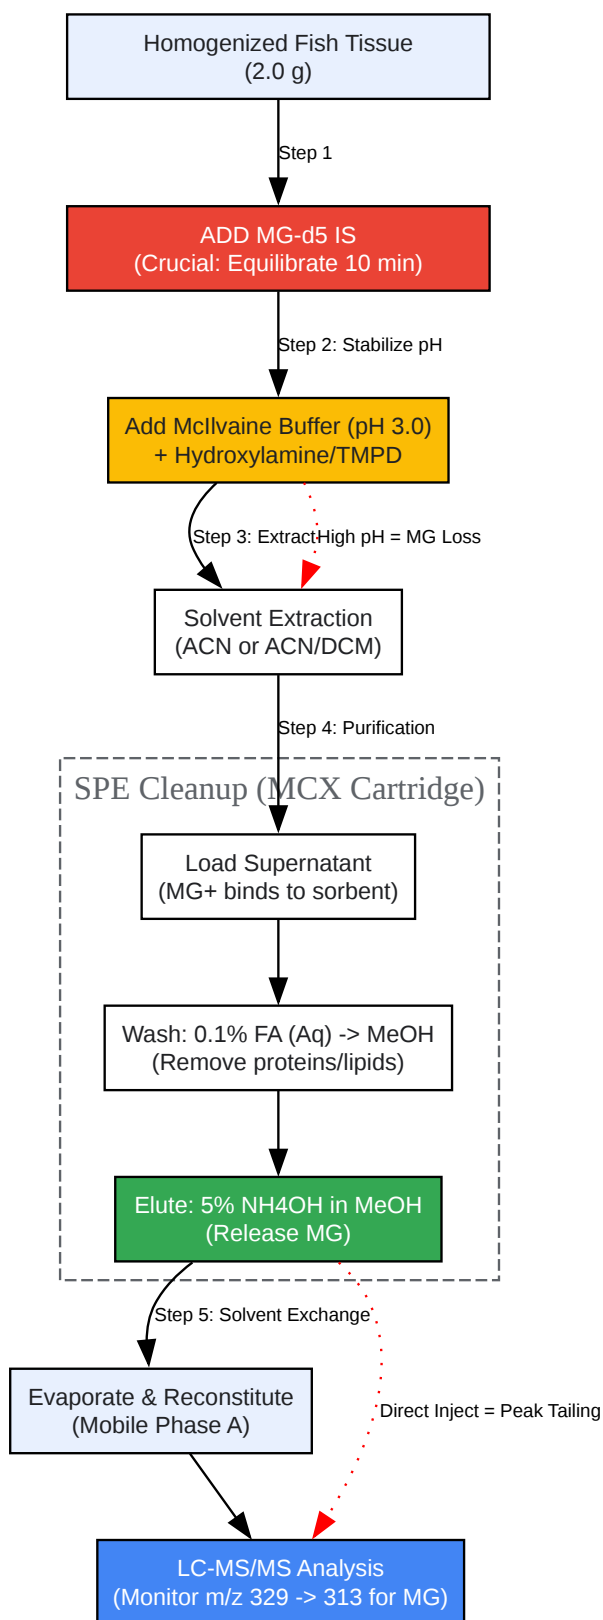 Homogenized Fish Tissue
(2.0 g)
Step 1
ADD MG-d5 IS
(Crucial: Equilibrate 10 min)
Step 2: Stabilize pH
Add McIlvaine Buffer (pH 3.0)
+ Hydroxylamine/TMPD
Step 3: Extract
High pH = MG Loss
Solvent Extraction
(ACN or ACN/DCM)
Step 4: Purification
SPE Cleanup (MCX Cartridge)
Load Supernatant
(MG+ binds to sorbent)
Wash: 0.1% FA (Aq) -> MeOH
(Remove proteins/lipids)
Elute: 5% NH4OH in MeOH
(Release MG)
Step 5: Solvent Exchange
Evaporate & Reconstitute
(Mobile Phase A)
Direct Inject = Peak Tailing
LC-MS/MS Analysis
(Monitor m/z 329 -> 313 for MG)